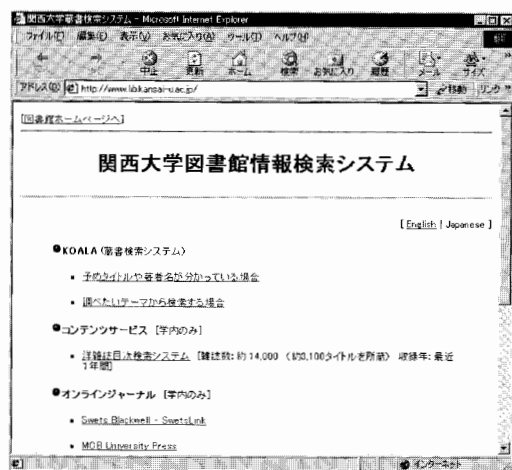 関西大学蔵書検索システム - Microsoft Internet Explorer
ファイル(F) 編集(E) 表示(V) お気に入り(A) ツール(T) ヘルプ(H)
中止 更新 ホーム 検索 お気に入り 履歴 メール サイズ
アドレス(D) http://www.lib.kansai-u.ac.jp/ 移動 リンク
[図書館ホームページへ]
関西大学図書館情報検索システム
[ English | Japanese ]
●KOALA (蔵書検索システム)
▪ 予めタイトルや著者名が分かっている場合
▪ 調べたいテーマから検索する場合
●コンテンツサービス [学内のみ]
▪ 洋雑誌目次検索システム [雑誌数: 約 14,000 (約3,100タイトルを所蔵) 収録年: 最近
1年間]
●オンラインジャーナル [学内のみ]
▪ Swets Blackwell - SwetsLink
▪ MCB University Press
インターネット